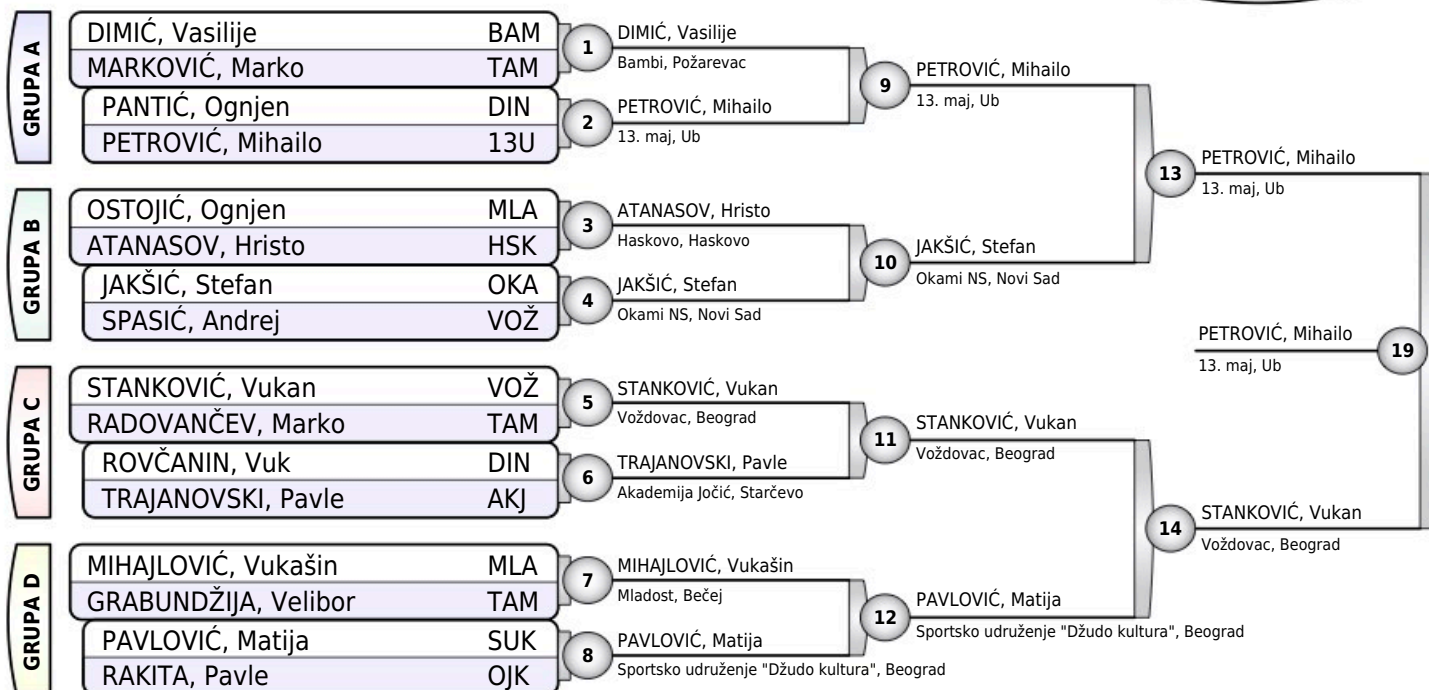 GRUPA A
DIMIĆ, Vasilije BAM
MARKOVIĆ, Marko TAM
PANTIĆ, Ognjen DIN
PETROVIĆ, Mihailo 13U
1
DIMIĆ, Vasilije
Bambi, Požarevac
2
PETROVIĆ, Mihailo
13. maj, Ub
9
PETROVIĆ, Mihailo
13. maj, Ub
GRUPA B
OSTOJIĆ, Ognjen MLA
ATANASOV, Hristo HSK
JAKŠIĆ, Stefan OKA
SPASIĆ, Andrej VOŽ
3
ATANASOV, Hristo
Haskovo, Haskovo
4
JAKŠIĆ, Stefan
Okami NS, Novi Sad
10
JAKŠIĆ, Stefan
Okami NS, Novi Sad
13
PETROVIĆ, Mihailo
13. maj, Ub
GRUPA C
STANKOVIĆ, Vukan VOŽ
RADOVANČEV, Marko TAM
ROVČANIN, Vuk DIN
TRAJANOVSKI, Pavle AKJ
5
STANKOVIĆ, Vukan
Voždovac, Beograd
6
TRAJANOVSKI, Pavle
Akademija Jočić, Starčevo
11
STANKOVIĆ, Vukan
Voždovac, Beograd
GRUPA D
MIHAJLOVIĆ, Vukašin MLA
GRABUNDŽIJA, Velibor TAM
PAVLOVIĆ, Matija SUK
RAKITA, Pavle OJK
7
MIHAJLOVIĆ, Vukašin
Mladost, Bečej
8
PAVLOVIĆ, Matija
Sportsko udruženje "Džudo kultura", Beograd
12
PAVLOVIĆ, Matija
Sportsko udruženje "Džudo kultura", Beograd
14
STANKOVIĆ, Vukan
Voždovac, Beograd
PETROVIĆ, Mihailo
13. maj, Ub
19